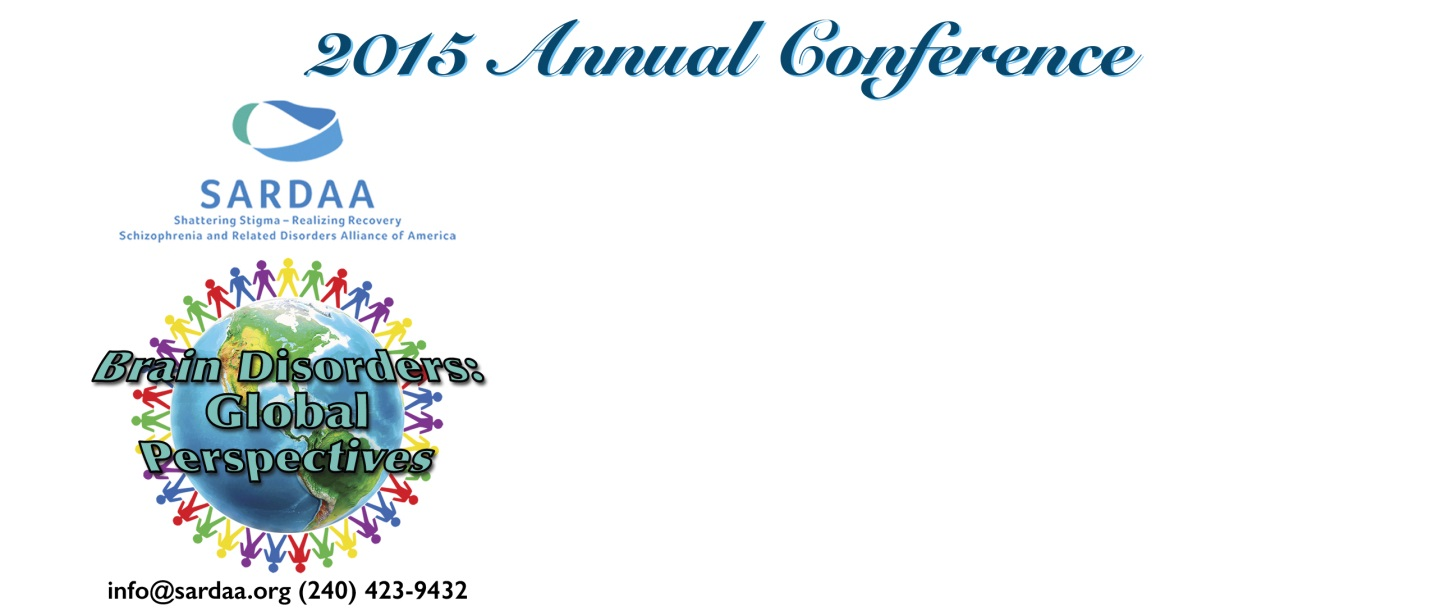 2015 Annual Conference
SARDAA
Shattering Stigma – Realizing Recovery
Schizophrenia and Related Disorders Alliance of America
Brain Disorders:
Global
Perspectives
info@sardaa.org (240) 423-9432